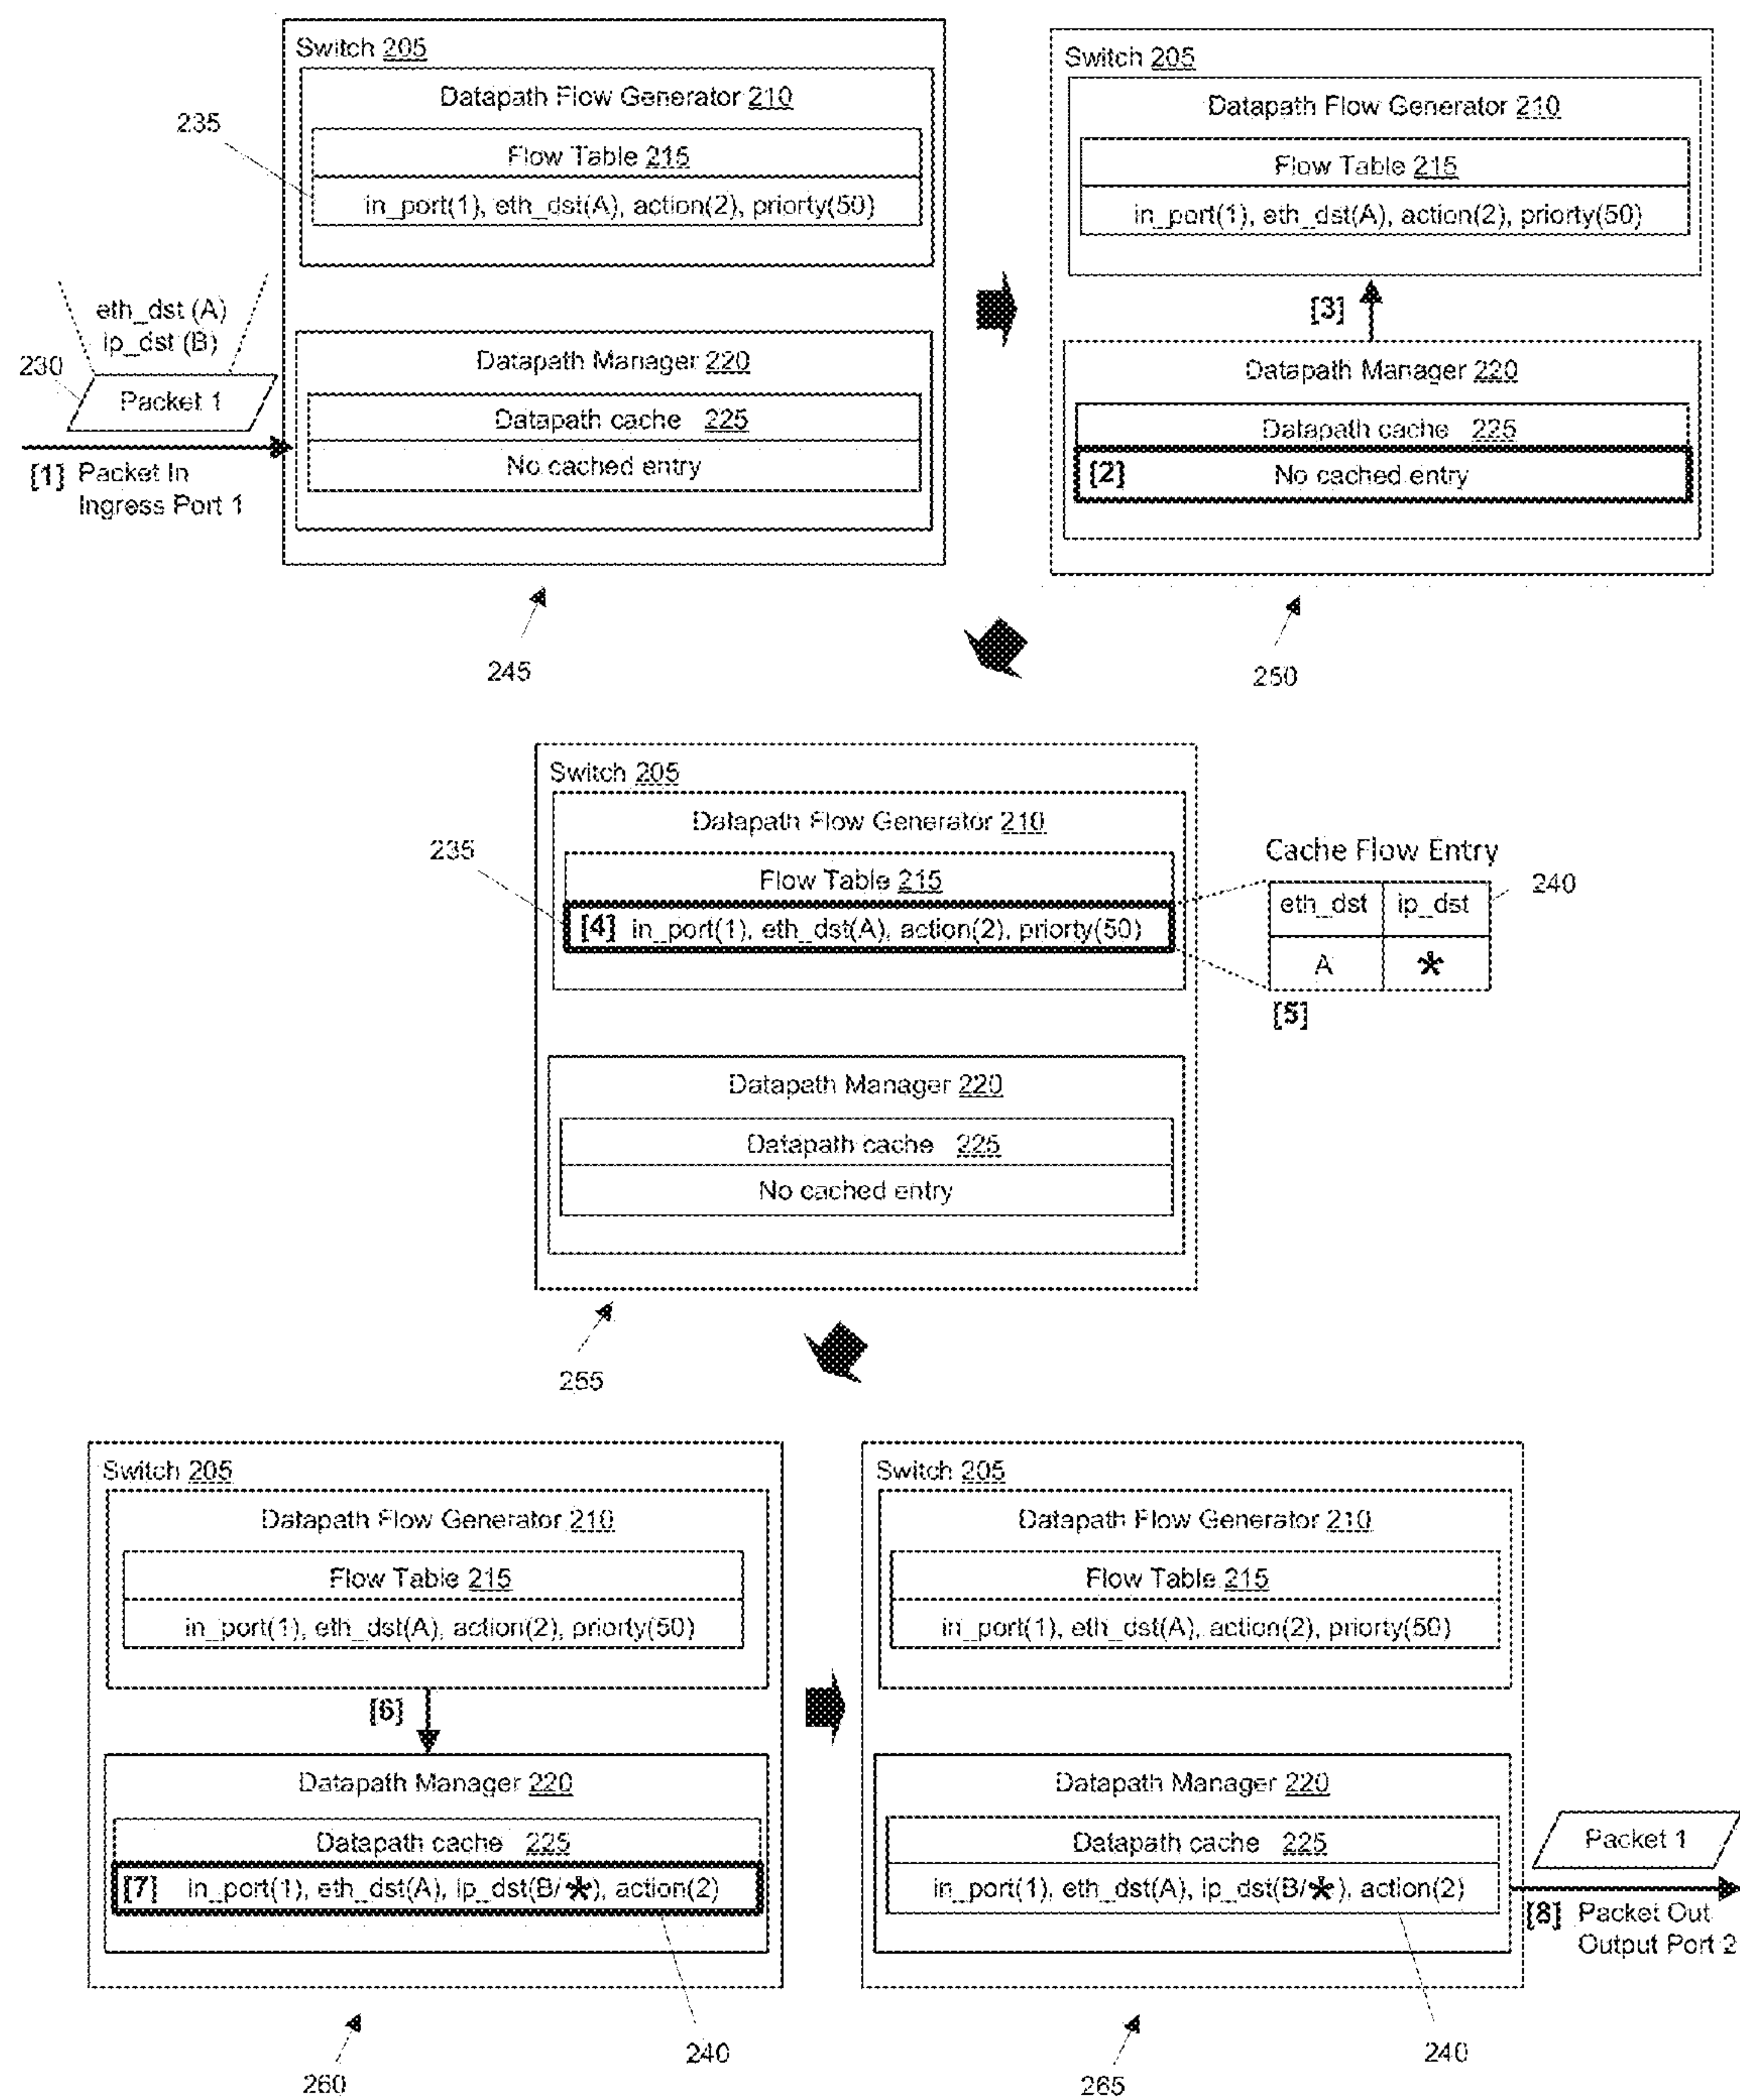 Switch 205
Datapath Flow Generator 210
235
Flow Table 215
in_port(1), eth_dst(A), action(2), priorty(50)
eth_dst (A)
ip_dst (B)
230
Packet 1
[1] Packet In
Ingress Port 1
Datapath Manager 220
Datapath cache 225
No cached entry
245
Switch 205
Datapath Flow Generator 210
Flow Table 215
in_port(1), eth_dst(A), action(2), priorty(50)
[3]
Datapath Manager 220
Datapath cache 225
[2] No cached entry
250
Switch 205
Datapath Flow Generator 210
235
Flow Table 215
[4] in_port(1), eth_dst(A), action(2), priorty(50)
Cache Flow Entry
eth_dst ip_dst 240
A *
[5]
Datapath Manager 220
Datapath cache 225
No cached entry
255
Switch 205
Datapath Flow Generator 210
Flow Table 215
in_port(1), eth_dst(A), action(2), priorty(50)
[6]
Datapath Manager 220
Datapath cache 225
[7] in_port(1), eth_dst(A), ip_dst(B/*), action(2)
240
260
Switch 205
Datapath Flow Generator 210
Flow Table 215
in_port(1), eth_dst(A), action(2), priorty(50)
Datapath Manager 220
Datapath cache 225
in_port(1), eth_dst(A), ip_dst(B/*), action(2)
Packet 1
[8] Packet Out
Output Port 2
240
265